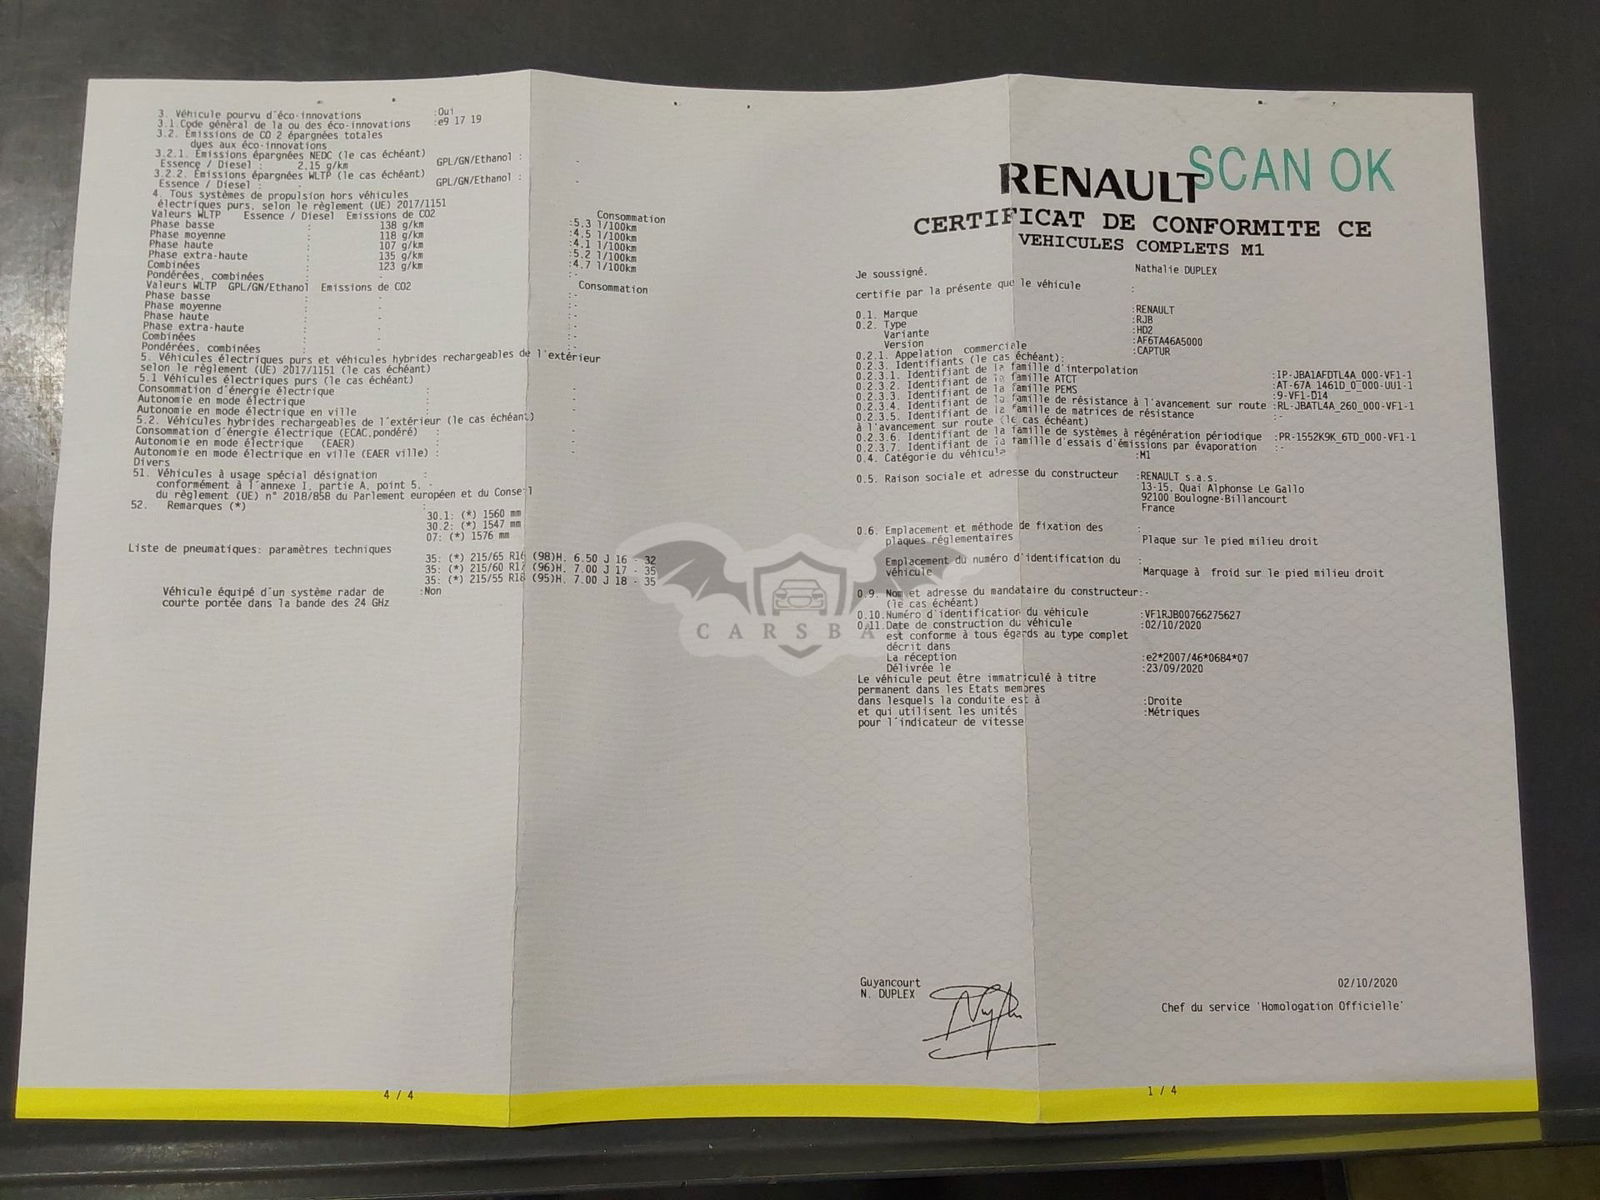 3. Véhicule pourvu d'éco-innovations :Oui
3.1.Code général de la ou des éco-innovations :e9 17 19
3.2. Emissions de CO 2 épargnées totales
dues aux éco-innovations
3.2.1. Emissions épargnées NEDC (le cas échéant)
Essence / Diesel : 2.15 g/km GPL/GN/Ethanol : -
3.2.2. Emissions épargnées WLTP (le cas échéant)
Essence / Diesel : - GPL/GN/Ethanol : -
4. Tous systèmes de propulsion hors véhicules
électriques purs, selon le règlement (UE) 2017/1151
Valeurs WLTP Essence / Diesel Emissions de CO2 Consommation
Phase basse : 138 g/km :5.3 l/100km
Phase moyenne : 118 g/km :4.5 l/100km
Phase haute : 107 g/km :4.1 l/100km
Phase extra-haute : 135 g/km :5.2 l/100km
Combinées : 123 g/km :4.7 l/100km
Pondérées, combinées : - :-
Valeurs WLTP GPL/GN/Ethanol Emissions de CO2 Consommation
Phase basse : - :-
Phase moyenne : - :-
Phase haute : - :-
Phase extra-haute : - :-
Combinées : - :-
Pondérées, combinées : - :-
5. Véhicules électriques purs et véhicules hybrides rechargeables de l'extérieur
selon le règlement (UE) 2017/1151 (le cas échéant)
5.1 Véhicules électriques purs (le cas échéant)
Consommation d'énergie électrique : -
Autonomie en mode électrique : -
Autonomie en mode électrique en ville : -
5.2. Véhicules hybrides rechargeables de l'extérieur (le cas échéant)
Consommation d'énergie électrique (ECAC,pondéré) : -
Autonomie en mode électrique (EAER) : -
Autonomie en mode électrique en ville (EAER ville) : -
Divers
51. Véhicules à usage spécial désignation :
conformément à l'annexe I, partie A, point 5. -
du règlement (UE) n° 2018/858 du Parlement européen et du Conseil
52. Remarques (*) :
30.1: (*) 1560 mm
30.2: (*) 1547 mm
07: (*) 1576 mm
Liste de pneumatiques: paramètres techniques
35: (*) 215/65 R16 (98)H, 6.50 J 16 - 32
35: (*) 215/60 R17 (96)H, 7.00 J 17 - 35
35: (*) 215/55 R18 (95)H, 7.00 J 18 - 35
Véhicule équipé d'un système radar de :Non
courte portée dans la bande des 24 GHz
4 / 4
CARSBA
SCAN OK
RENAULT
CERTIFICAT DE CONFORMITE CE
VEHICULES COMPLETS M1
Je soussigné, Nathalie DUPLEX
certifie par la présente que le véhicule :
0.1. Marque :RENAULT
0.2. Type :RJB
Variante :HD2
Version :AF6TA46A5000
0.2.1. Appelation commerciale :CAPTUR
0.2.3. Identifiants (le cas échéant):
0.2.3.1. Identifiant de la famille d'interpolation :IP-JBA1AFDTL4A_000-VF1-1
0.2.3.2. Identifiant de la famille ATCT :AT-67A_1461D_0_000-UU1-1
0.2.3.3. Identifiant de la famille PEMS :9-VF1-D14
0.2.3.4. Identifiant de la famille de résistance à l'avancement sur route :RL-JBATL4A_260_000-VF1-1
0.2.3.5. Identifiant de la famille de matrices de résistance :-
à l'avancement sur route (le cas échéant)
0.2.3.6. Identifiant de la famille de systèmes à régénération périodique :PR-1552K9K_6TD_000-VF1-1
0.2.3.7. Identifiant de la famille d'essais d'émissions par évaporation :-
0.4. Catégorie du véhicule :M1
0.5. Raison sociale et adresse du constructeur :RENAULT s.a.s.
13-15, Quai Alphonse Le Gallo
92100 Boulogne-Billancourt
France
0.6. Emplacement et méthode de fixation des :
plaques réglementaires Plaque sur le pied milieu droit
Emplacement du numéro d'identification du :
véhicule Marquage à froid sur le pied milieu droit
0.9. Nom et adresse du mandataire du constructeur:-
(le cas échéant)
0.10.Numéro d'identification du véhicule :VF1RJB00766275627
0.11.Date de construction du véhicule :02/10/2020
est conforme à tous égards au type complet
décrit dans
La réception :e2*2007/46*0684*07
Délivrée le :23/09/2020
Le véhicule peut être immatriculé à titre
permanent dans les Etats membres
dans lesquels la conduite est à :Droite
et qui utilisent les unités :Métriques
pour l'indicateur de vitesse
Guyancourt 02/10/2020
N. DUPLEX
Chef du service 'Homologation Officielle'
1 / 4